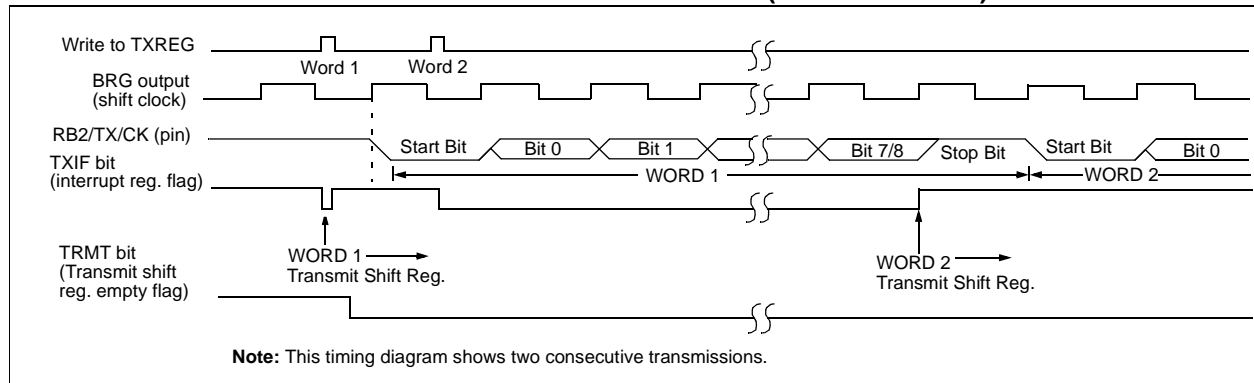 Write to TXREG
Word 1
Word 2
BRG output
(shift clock)
RB2/TX/CK (pin)
Start Bit
Bit 0
Bit 1
Bit 7/8
Stop Bit
Start Bit
Bit 0
TXIF bit
(interrupt reg. flag)
WORD 1
WORD 2
TRMT bit
(Transmit shift
reg. empty flag)
WORD 1
Transmit Shift Reg.
WORD 2
Transmit Shift Reg.
Note: This timing diagram shows two consecutive transmissions.